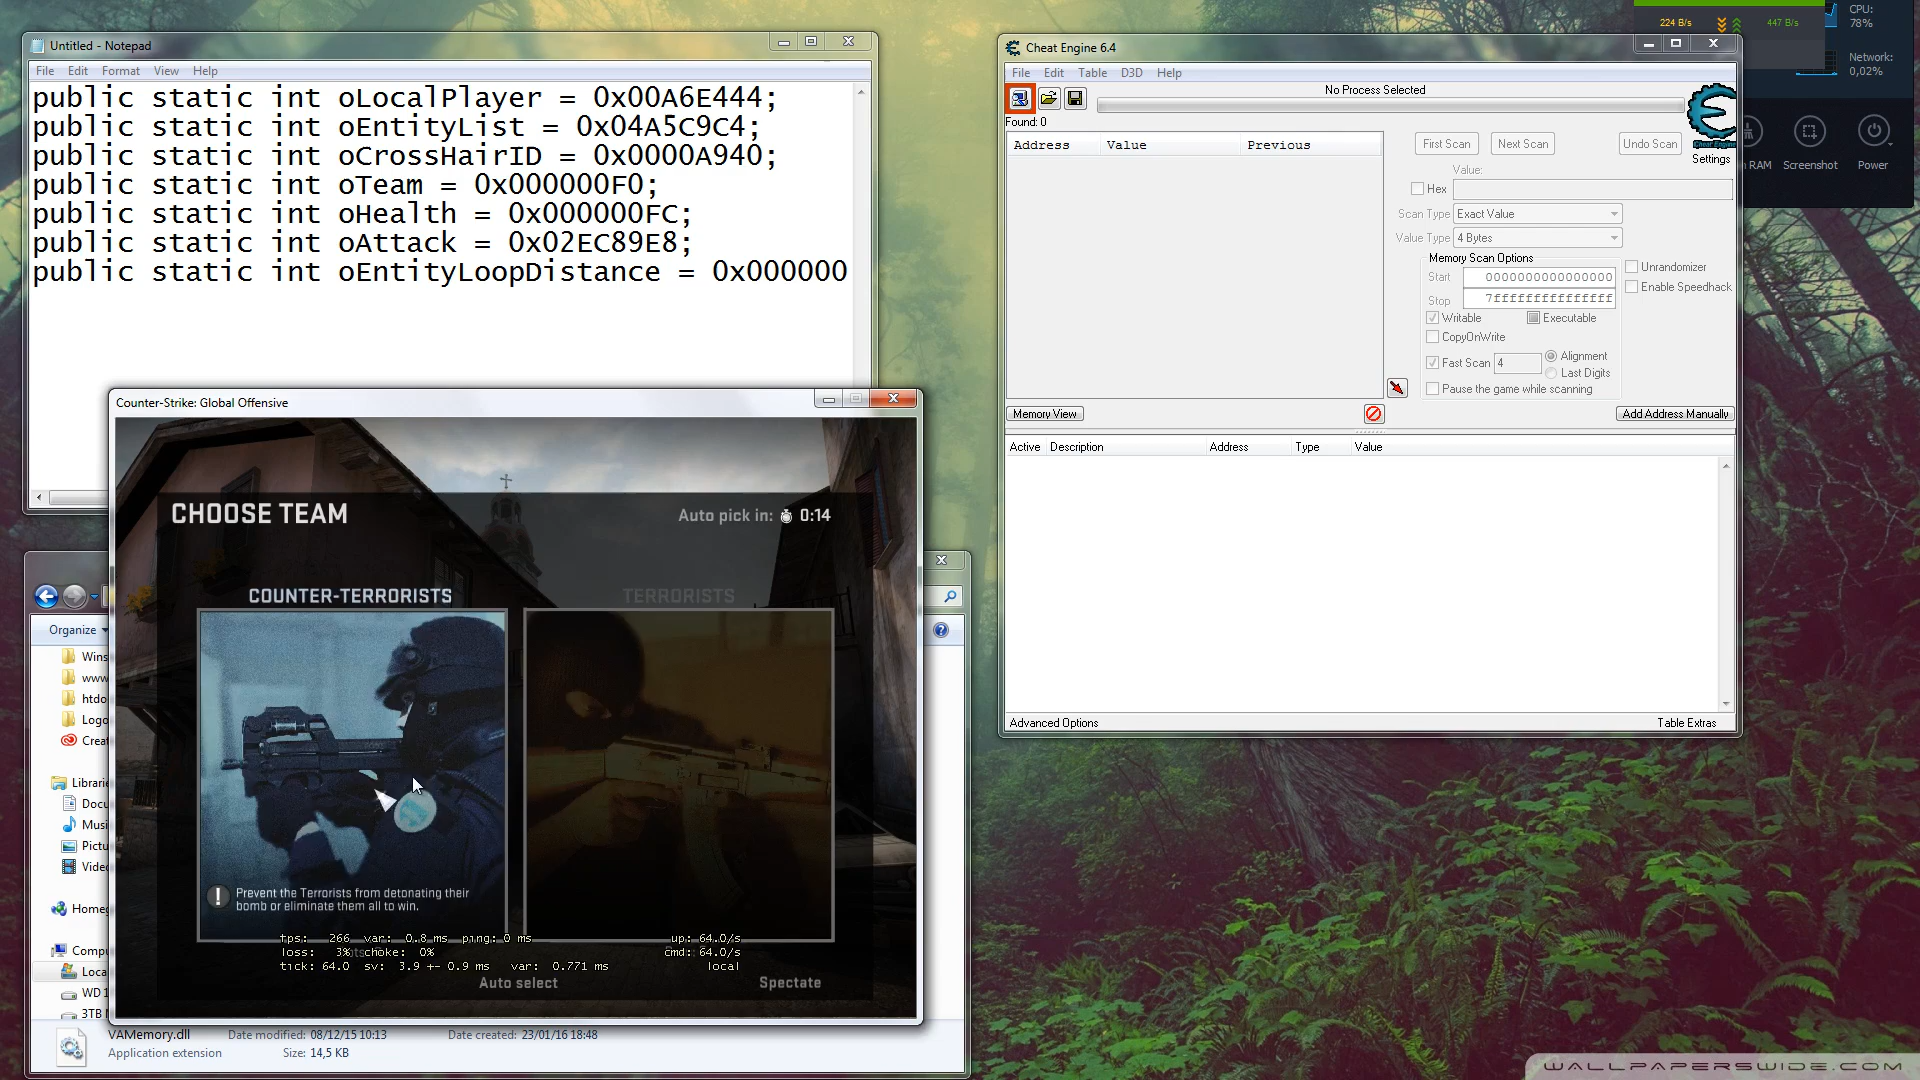 Untitled - Notepad
File Edit Format View Help
public static int oLocalPlayer = 0x00A6E444;
public static int oEntityList = 0x04A5C9C4;
public static int oCrossHairID = 0x0000A940;
public static int oTeam = 0x000000F0;
public static int oHealth = 0x000000FC;
public static int oAttack = 0x02EC89E8;
public static int oEntityLoopDistance = 0x000000
Counter-Strike: Global Offensive
CHOOSE TEAM
Auto pick in: 0:14
COUNTER-TERRORISTS
TERRORISTS
Prevent the Terrorists from detonating their
bomb or eliminate them all to win.
fps: 266 var: 0.8 ms ping: 0 ms
up: 64.0/s
loss: 3% choke: 0%
cmd: 64.0/s
tick: 64.0 sv: 3.9 +- 0.9 ms var: 0.771 ms
local
Auto select
Spectate
Organize
Wins
www
htdo
Logo
Creat
Librarie
Docu
Musi
Pictu
Video
Homeg
Compu
Loca
WD 1
3TB
VAMemory.dll
Date modified: 08/12/15 10:13
Date created: 23/01/16 18:48
Application extension
Size: 14,5 KB
Cheat Engine 6.4
File Edit Table D3D Help
No Process Selected
Found: 0
Address Value Previous
First Scan
Next Scan
Undo Scan
Settings
Value:
Hex
Scan Type Exact Value
Value Type 4 Bytes
Memory Scan Options
Start 0000000000000000
Stop 7fffffffffffffff
Unrandomizer
Enable Speedhack
Writable
Executable
CopyOnWrite
Fast Scan 4
Alignment
Last Digits
Pause the game while scanning
Memory View
Add Address Manually
Active Description Address Type Value
Advanced Options
Table Extras
224 B/s
447 B/s
CPU:
78%
Network:
0,02%
RAM
Screenshot
Power
WALLPAPERSWIDE.COM